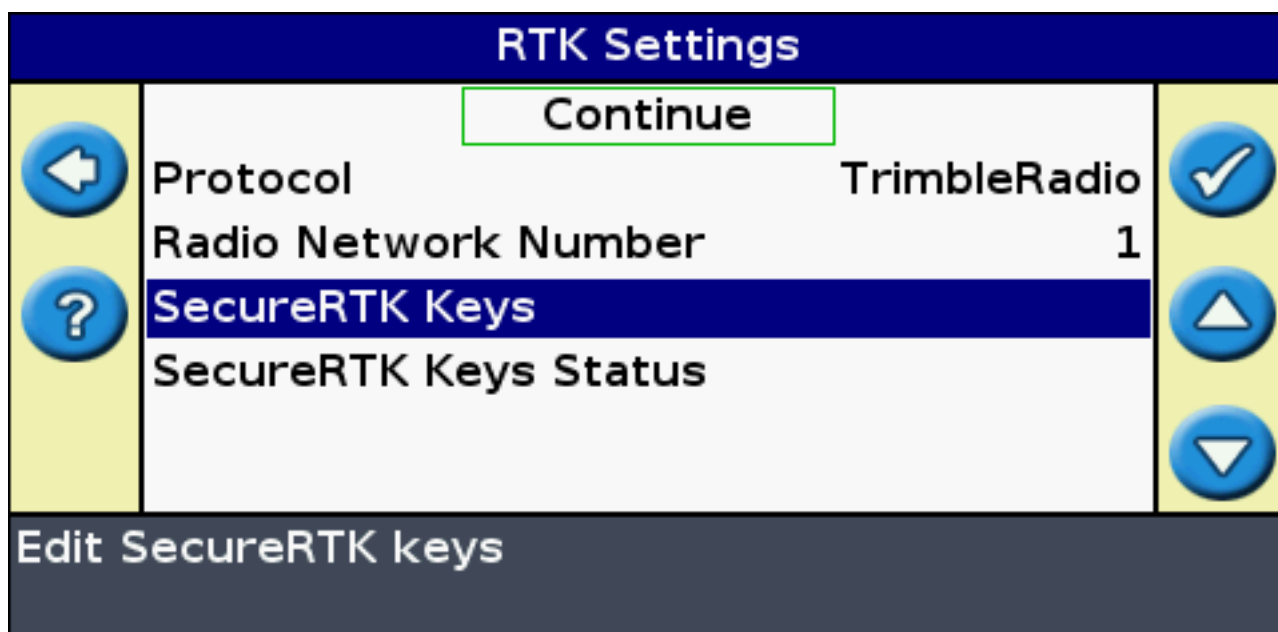 RTK Settings
Continue
Protocol TrimbleRadio
Radio Network Number 1
SecureRTK Keys
SecureRTK Keys Status
Edit SecureRTK keys